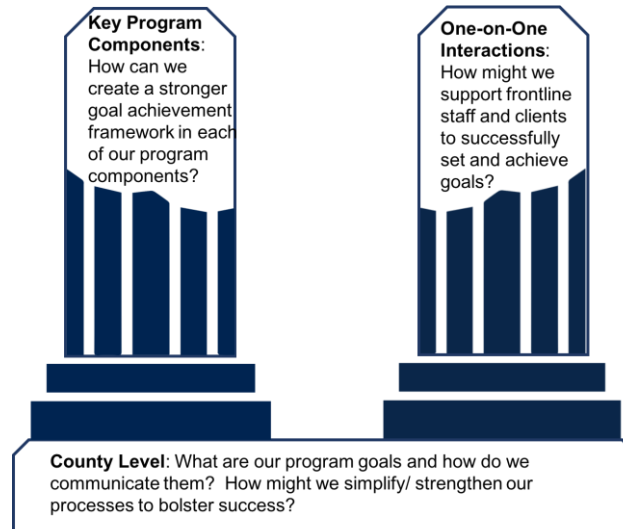 Key Program
Components:
How can we
create a stronger
goal achievement
framework in each
of our program
components?
One-on-One
Interactions:
How might we
support frontline
staff and clients
to successfully
set and achieve
goals?
County Level: What are our program goals and how do we
communicate them? How might we simplify/ strengthen our
processes to bolster success?